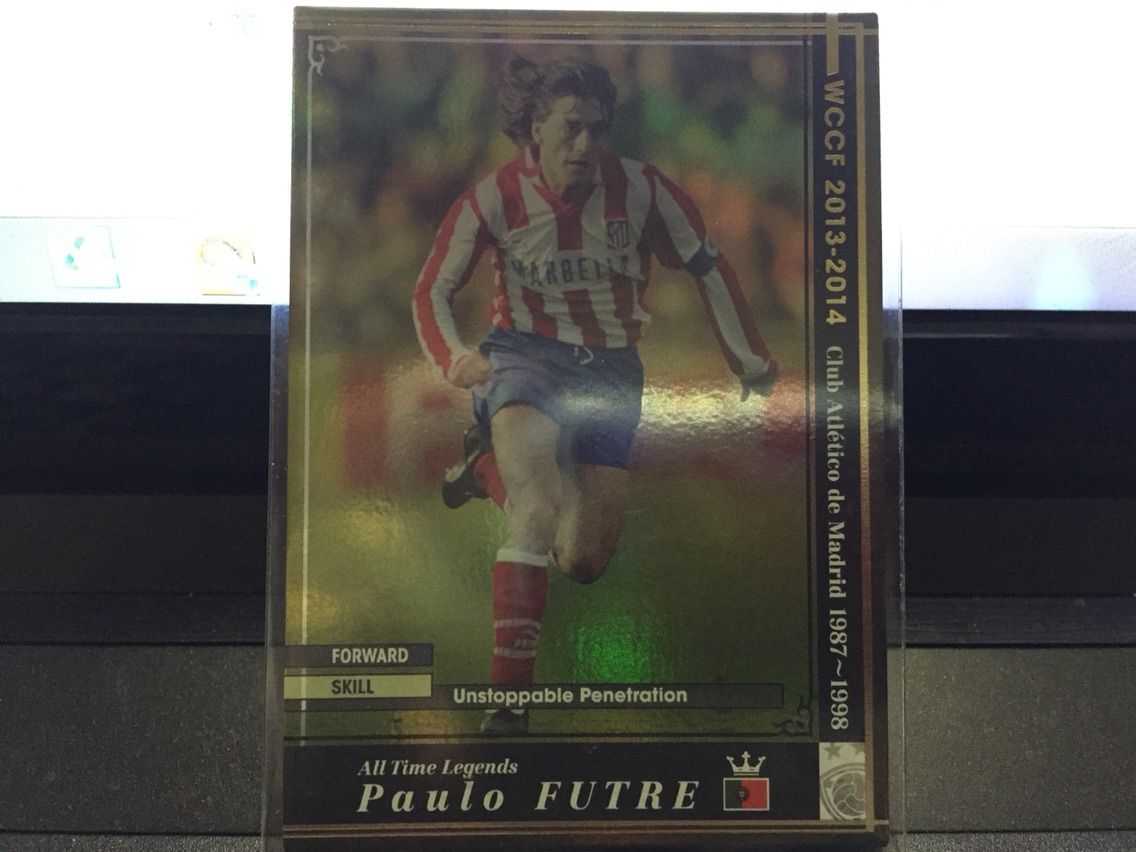 WCCF 2013-2014 Club Atlético de Madrid 1987~1998
MARBELLA
FORWARD
SKILL
Unstoppable Penetration
All Time Legends
Paulo FUTRE